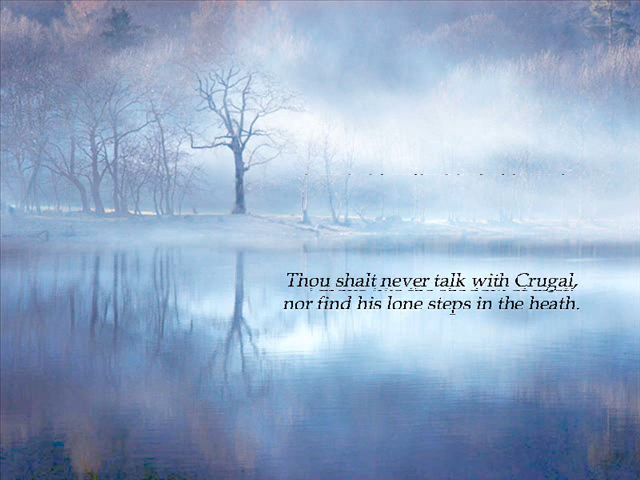 Thou shalt never talk with Crugal,
nor find his lone steps in the heath.